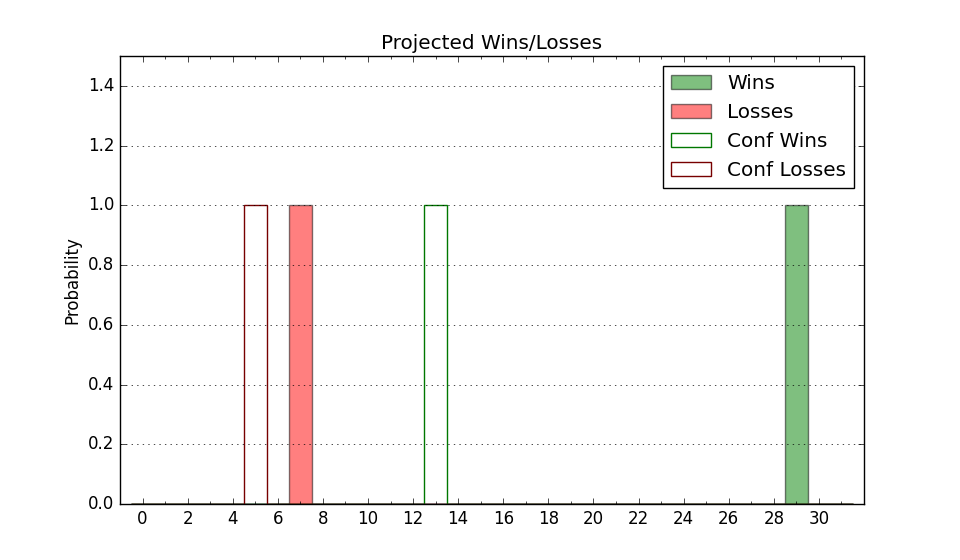 Projected Wins/Losses
1.4
1.2
1.0
0.8
0.6
0.4
0.2
0.0
Probability
Wins
Losses
Conf Wins
Conf Losses
0 2 4 6 8 10 12 14 16 18 20 22 24 26 28 30